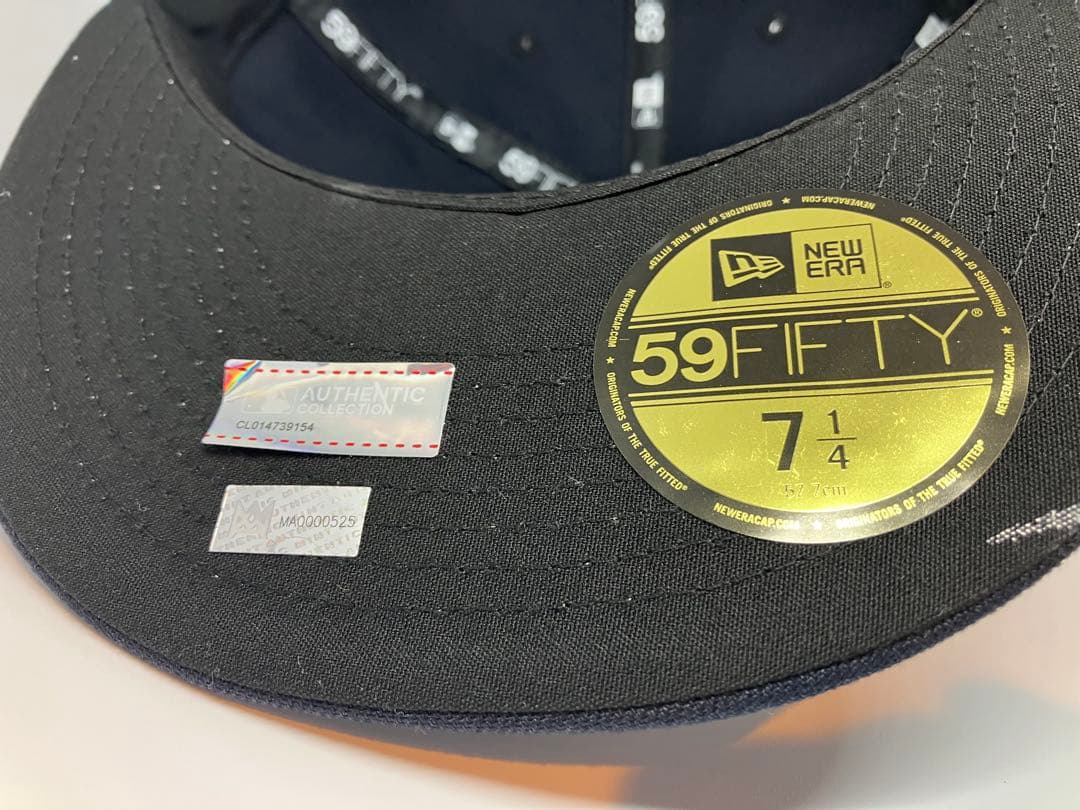 59FIFTY
59FIFTY
59
NEWERACAP.COM ★ ORIGINATORS OF THE TRUE FITTED® ★ NEWERACAP.COM ★ ORIGINATORS OF THE TRUE FITTED® ★ NEWERACAP.COM ★ ORIGINATORS OF THE TRUE FITTED® ★ NEWERACAP.COM ★ ORIGINATORS OF THE TRUE FITTED®
NEW
ERA®
59FIFTY®
7 1/4
57.7cm
AUTHENTIC
COLLECTION
CL014739154
MA0000525